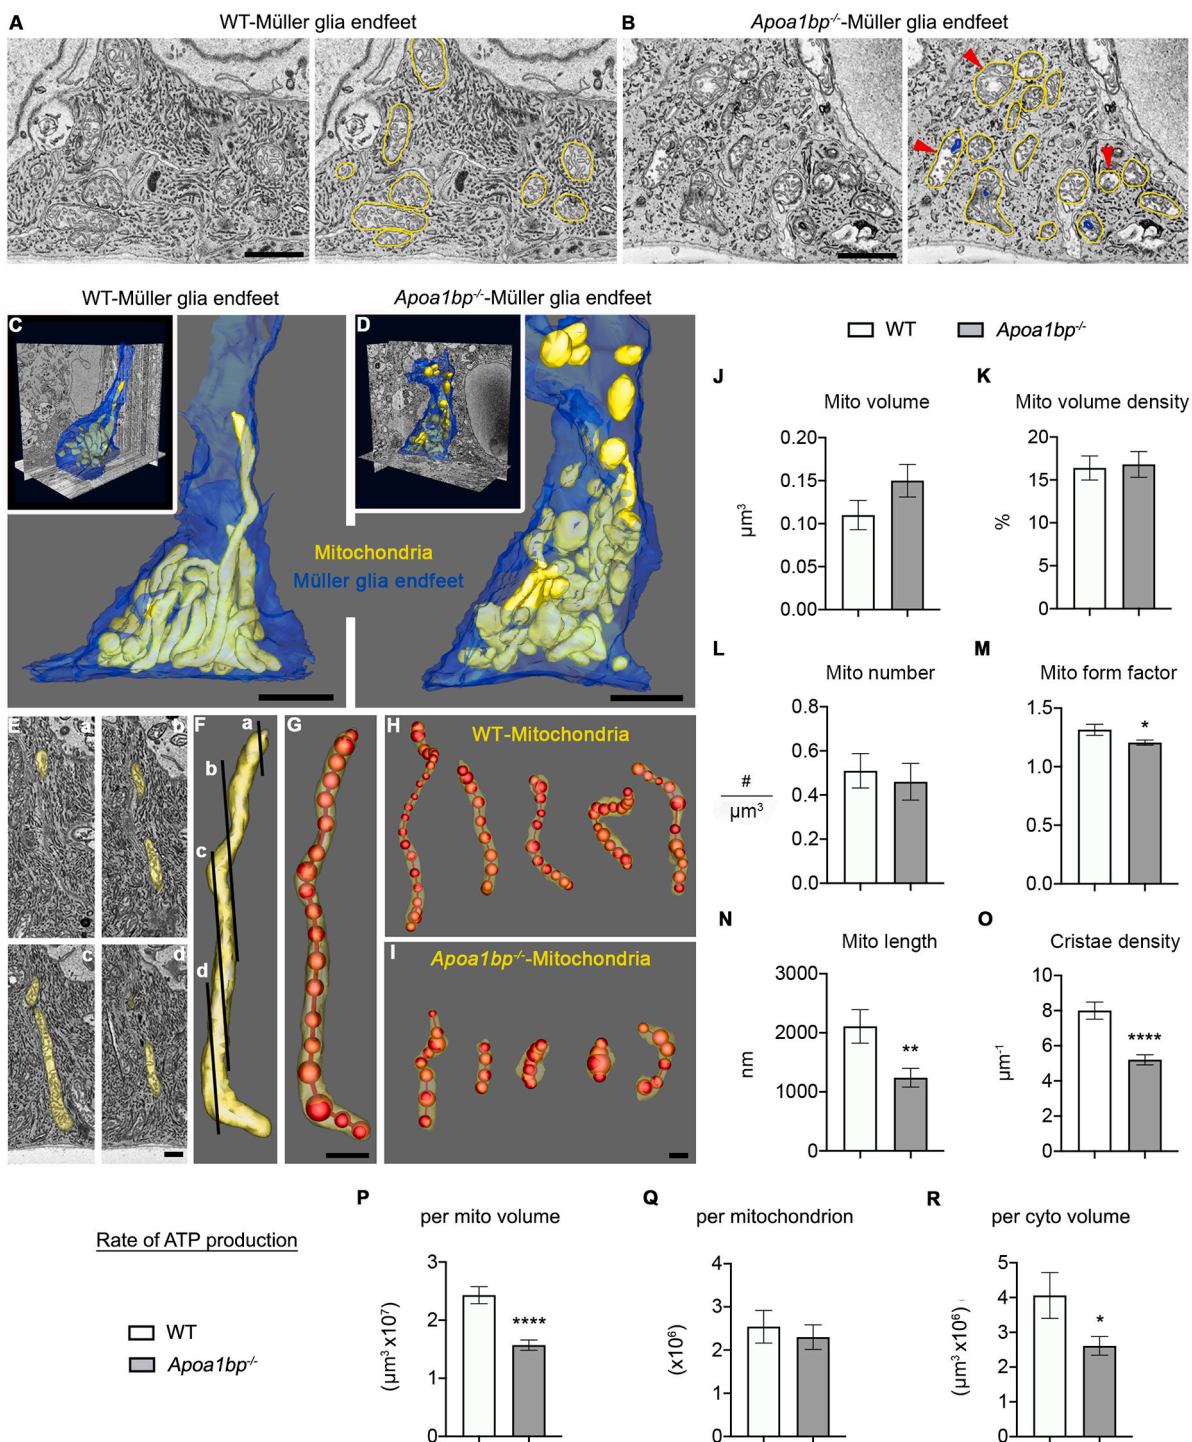 A
WT-Müller glia endfeet
B
Apoa1bp-/--Müller glia endfeet
WT-Müller glia endfeet
Apoa1bp-/--Müller glia endfeet
C
D
Mitochondria
Müller glia endfeet
WT
Apoa1bp-/-
J
Mito volume
0.20
0.15
0.10
0.05
0.00
µm³
K
Mito volume density
20
15
10
5
0
%
L
Mito number
0.8
0.6
0.4
0.2
0.0
#
µm³
M
Mito form factor
1.5
1.0
0.5
0.0
*
E
a
b
c
d
F
a
b
c
d
G
H
WT-Mitochondria
I
Apoa1bp-/--Mitochondria
N
Mito length
3000
2000
1000
0
nm
**
O
Cristae density
10
8
6
4
2
0
µm-1
****
Rate of ATP production
WT
Apoa1bp-/-
P
per mito volume
3
2
1
0
(µm³ x10⁷)
****
Q
per mitochondrion
4
3
2
1
0
(x10⁶)
R
per cyto volume
5
4
3
2
1
0
(µm³ x10⁶)
*